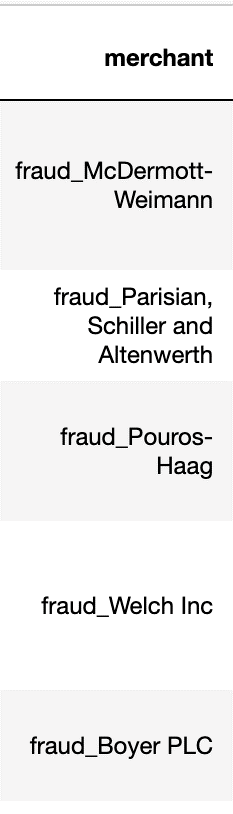 merchant
fraud_McDermott-
Weimann
fraud_Parisian,
Schiller and
Altenwerth
fraud_Pouros-
Haag
fraud_Welch Inc
fraud_Boyer PLC